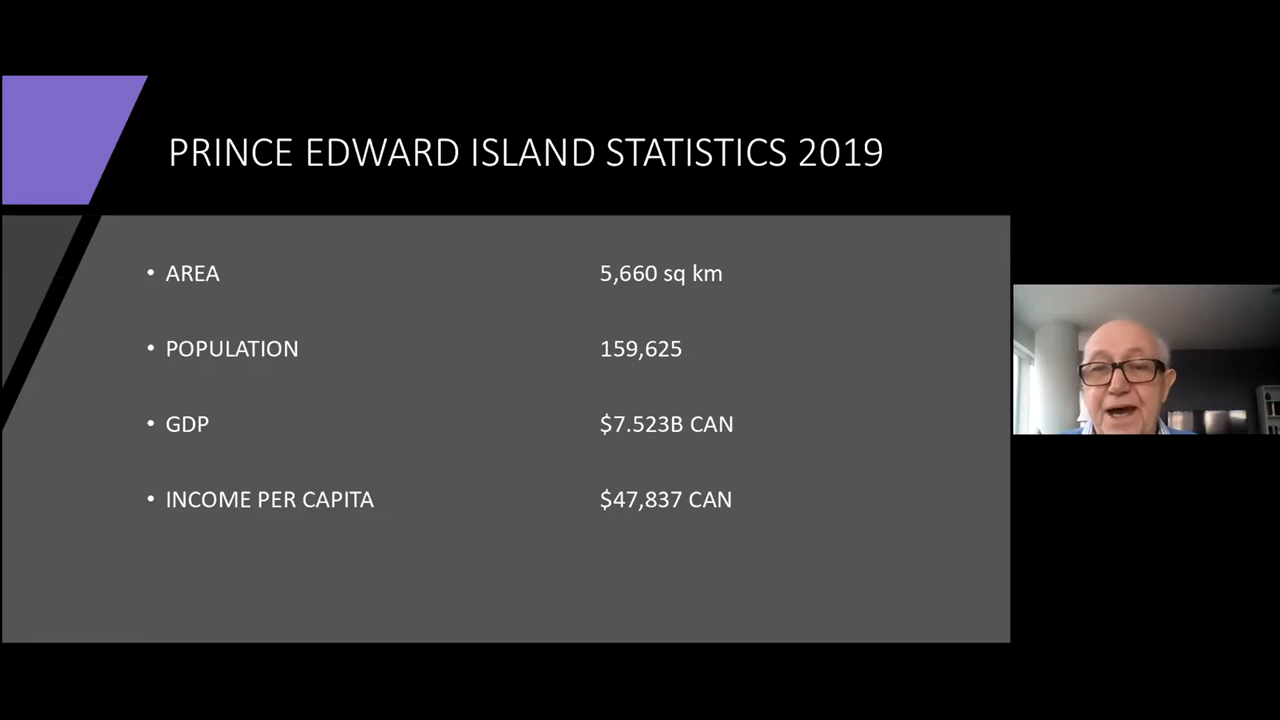 PRINCE EDWARD ISLAND STATISTICS 2019
• AREA 5,660 sq km
• POPULATION 159,625
• GDP $7.523B CAN
• INCOME PER CAPITA $47,837 CAN